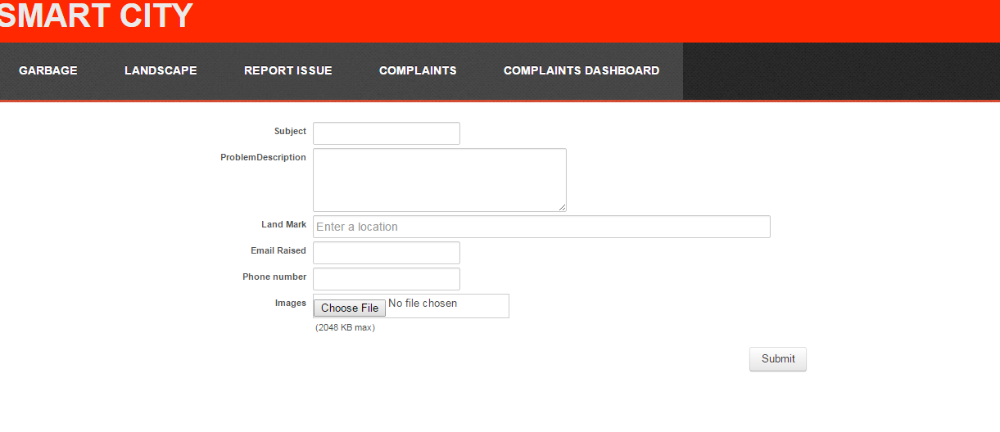 SMART CITY
GARBAGE LANDSCAPE REPORT ISSUE COMPLAINTS COMPLAINTS DASHBOARD
Subject
ProblemDescription
Land Mark Enter a location
Email Raised
Phone number
Images Choose File No file chosen
(2048 KB max)
Submit